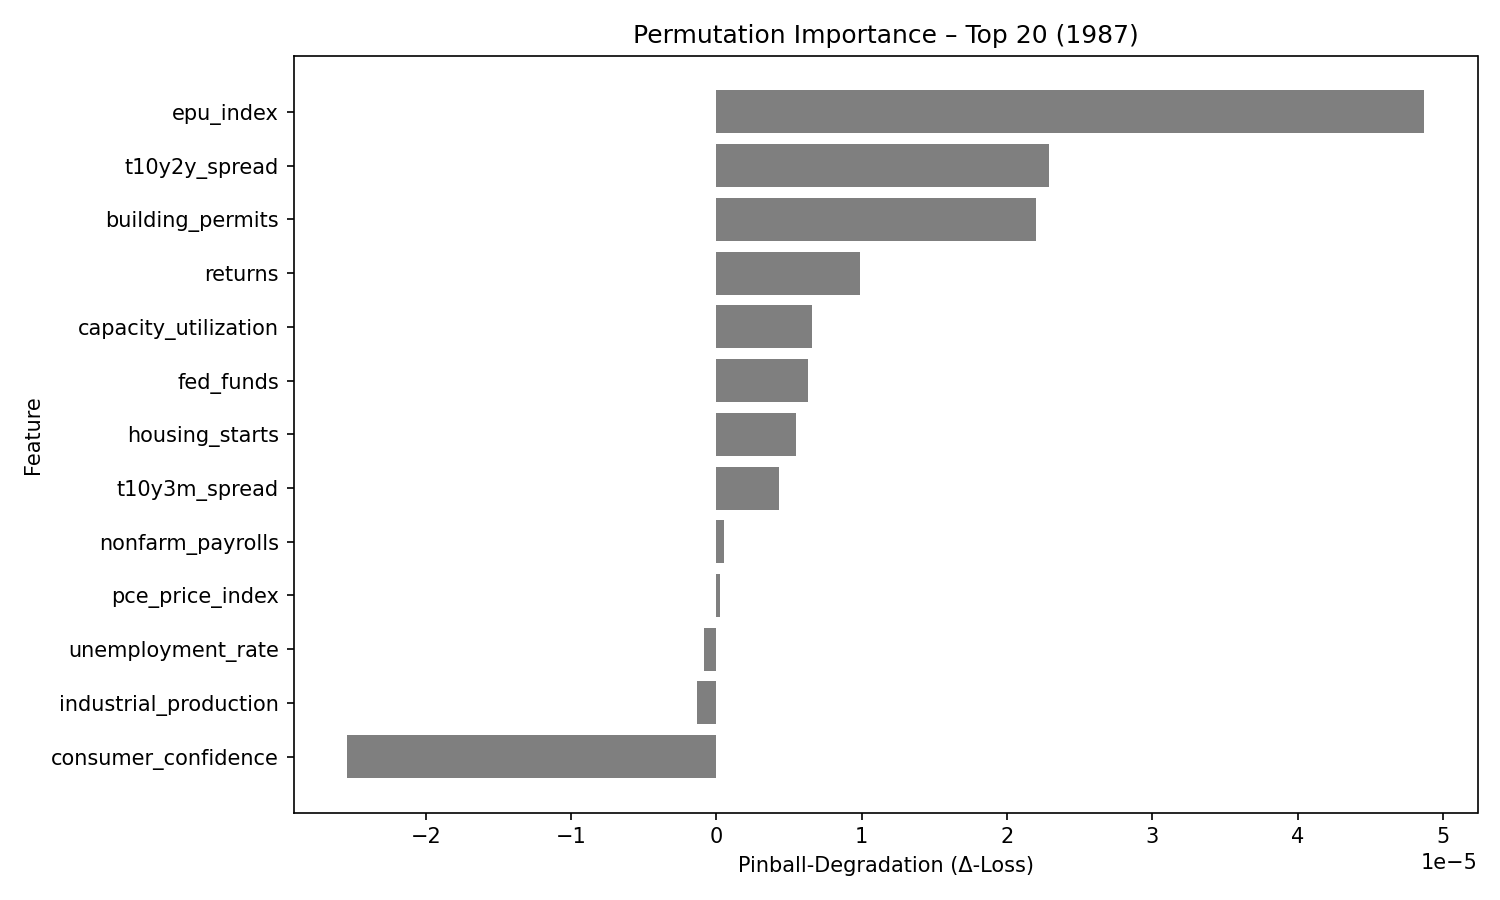 Permutation Importance – Top 20 (1987)
Feature
epu_index
t10y2y_spread
building_permits
returns
capacity_utilization
fed_funds
housing_starts
t10y3m_spread
nonfarm_payrolls
pce_price_index
unemployment_rate
industrial_production
consumer_confidence
−2 −1 0 1 2 3 4 5
1e−5
Pinball-Degradation (Δ-Loss)